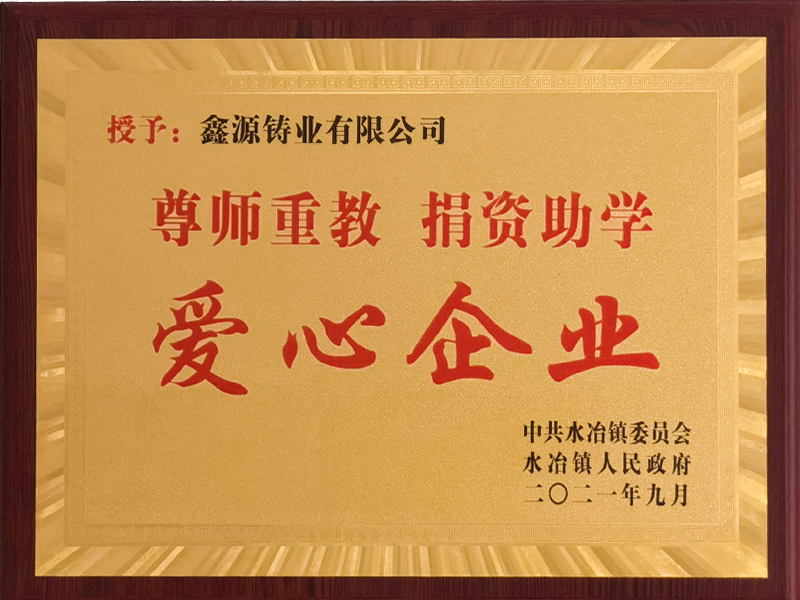 授予：鑫源铸业有限公司
尊师重教 捐资助学
爱心企业
中共水冶镇委员会
水冶镇人民政府
二〇二一年九月